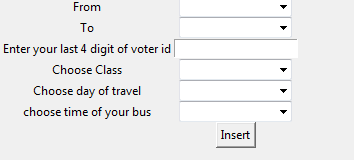 From
To
Enter your last 4 digit of voter id
Choose Class
Choose day of travel
choose time of your bus
Insert